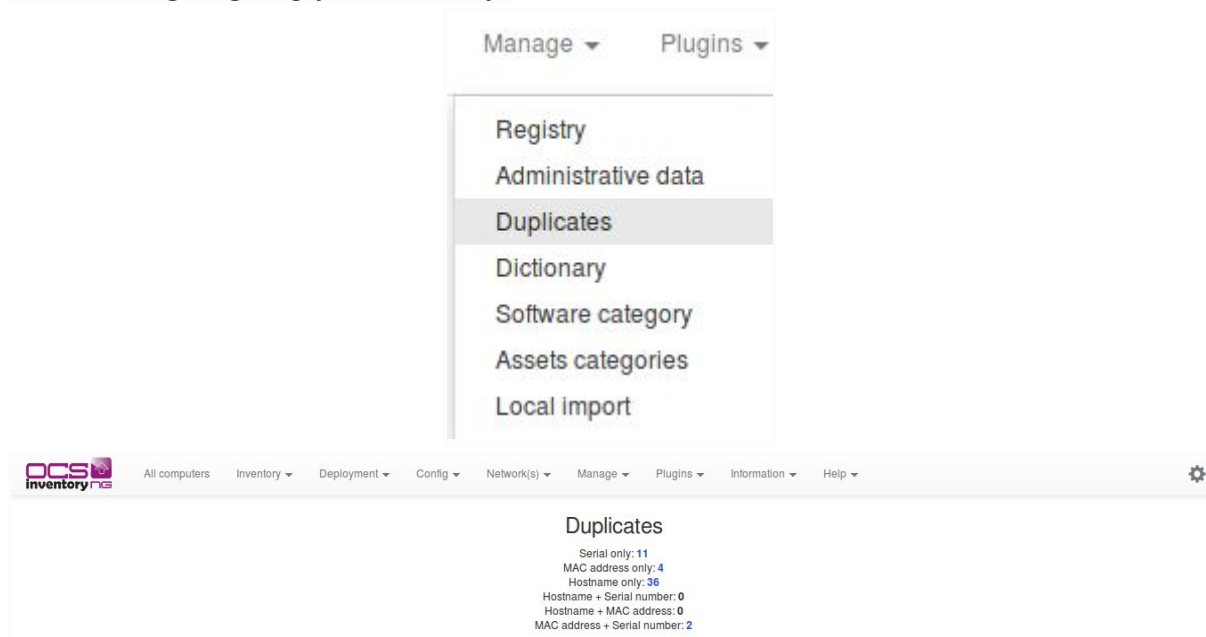 Manage Plugins
Registry
Administrative data
Duplicates
Dictionary
Software category
Assets categories
Local import
OCS inventory NG All computers Inventory Deployment Config Network(s) Manage Plugins Information Help
Duplicates
Serial only: 11
MAC address only: 4
Hostname only: 36
Hostname + Serial number: 0
Hostname + MAC address: 0
MAC address + Serial number: 2